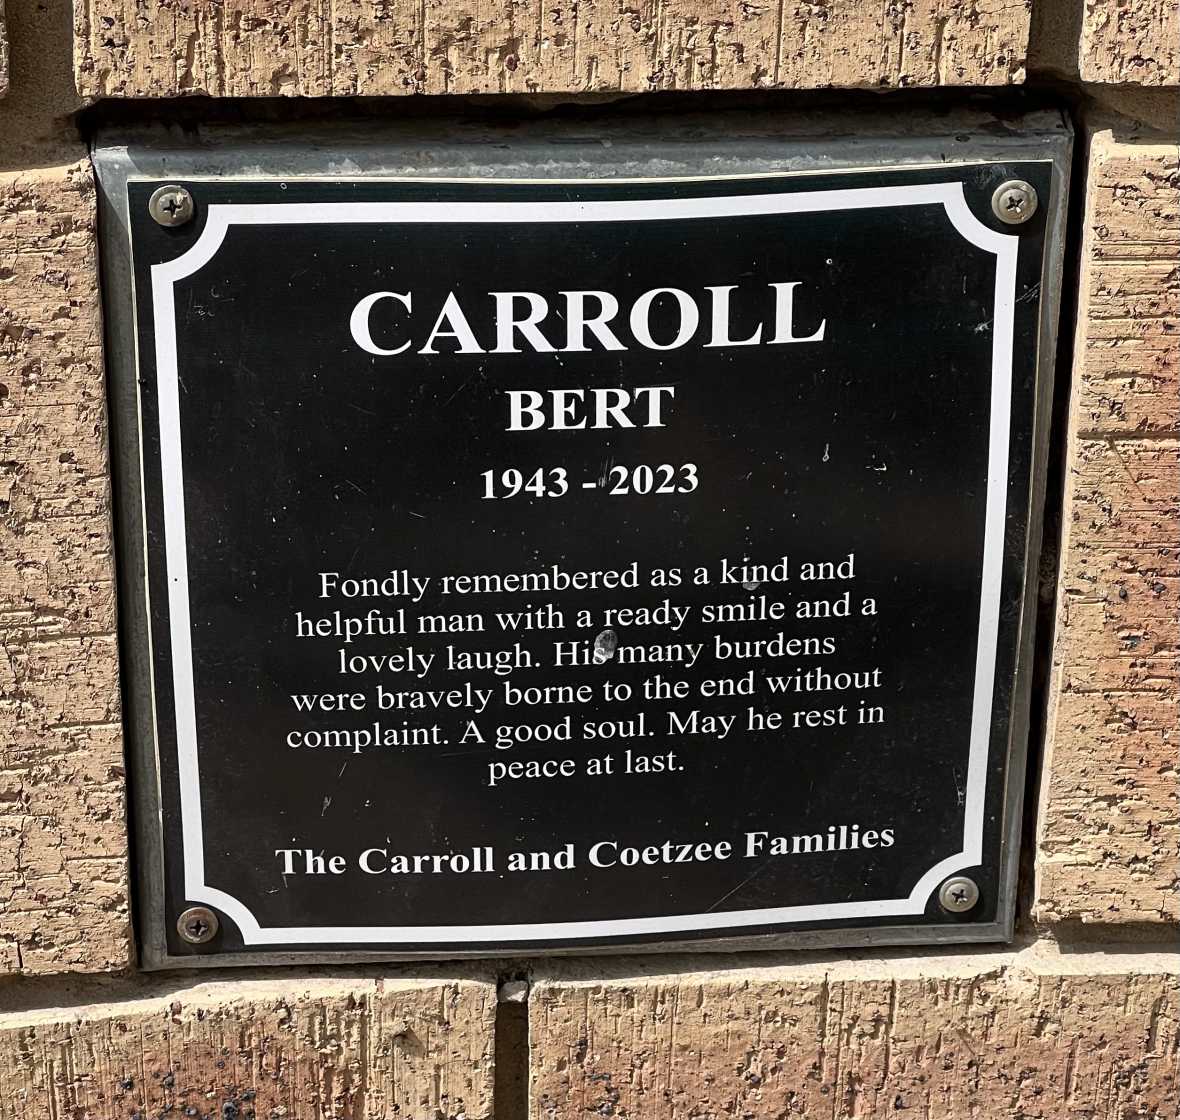 CARROLL
BERT
1943 - 2023
Fondly remembered as a kind and
helpful man with a ready smile and a
lovely laugh. His many burdens
were bravely borne to the end without
complaint. A good soul. May he rest in
peace at last.
The Carroll and Coetzee Families